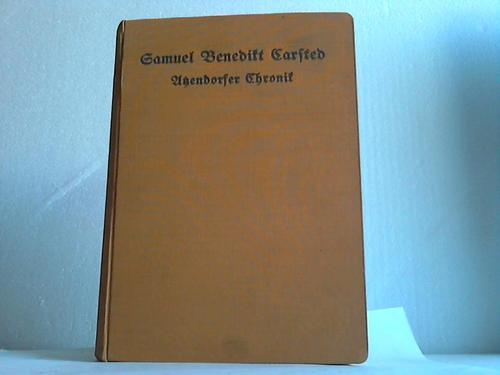 Samuel Benedikt Carsted
Atzendorfer Chronik